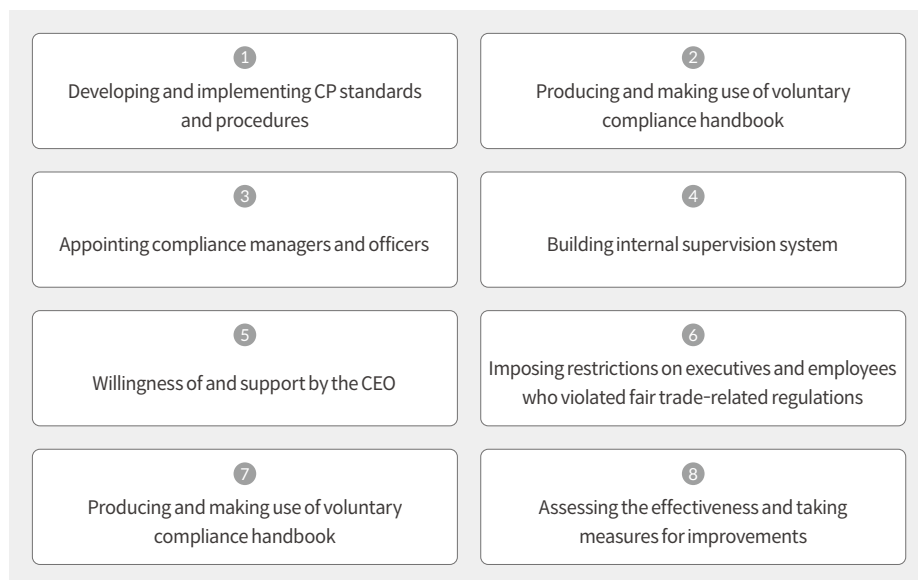 1
Developing and implementing CP standards
and procedures
2
Producing and making use of voluntary
compliance handbook
3
Appointing compliance managers and officers
4
Building internal supervision system
5
Willingness of and support by the CEO
6
Imposing restrictions on executives and employees
who violated fair trade-related regulations
7
Producing and making use of voluntary
compliance handbook
8
Assessing the effectiveness and taking
measures for improvements